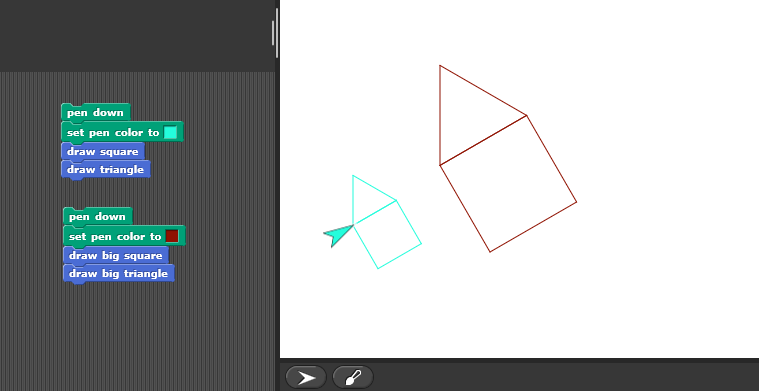 pen down
set pen color to
draw square
draw triangle
pen down
set pen color to
draw big square
draw big triangle